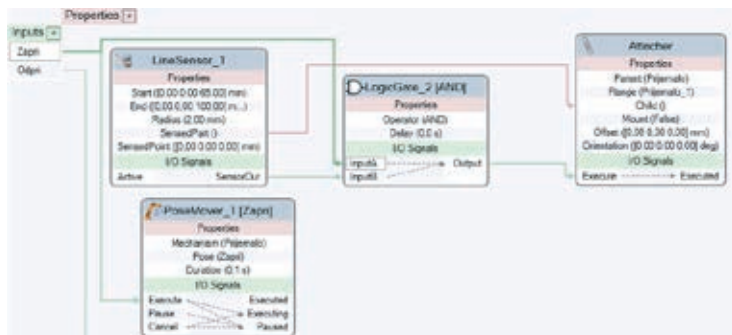 Properties
Inputs
Zapri
Odpri
LineSensor_1
Properties
Start ([0.00 0.00 65.00] mm)
End ([0.00 0.00 100.00] m...)
Radius (2.00 mm)
SensedPart ()
SensedPoint ([0.00 0.00 0.00] mm)
I/O Signals
Active SensorOut
LogicGate_2 [AND]
Properties
Operator (AND)
Delay (0.0 s)
I/O Signals
InputA Output
InputB
Attacher
Properties
Parent (Prijemalo)
Flange (Prijemalo_1)
Child ()
Mount (False)
Offset ([0.00 0.00 0.00] mm)
Orientation ([0.00 0.00 0.00] deg)
I/O Signals
Execute Executed
PoseMover_1 [Zapri]
Properties
Mechanism (Prijemalo)
Pose (Zapri)
Duration (0.1 s)
I/O Signals
Execute Executed
Pause Executing
Cancel Paused